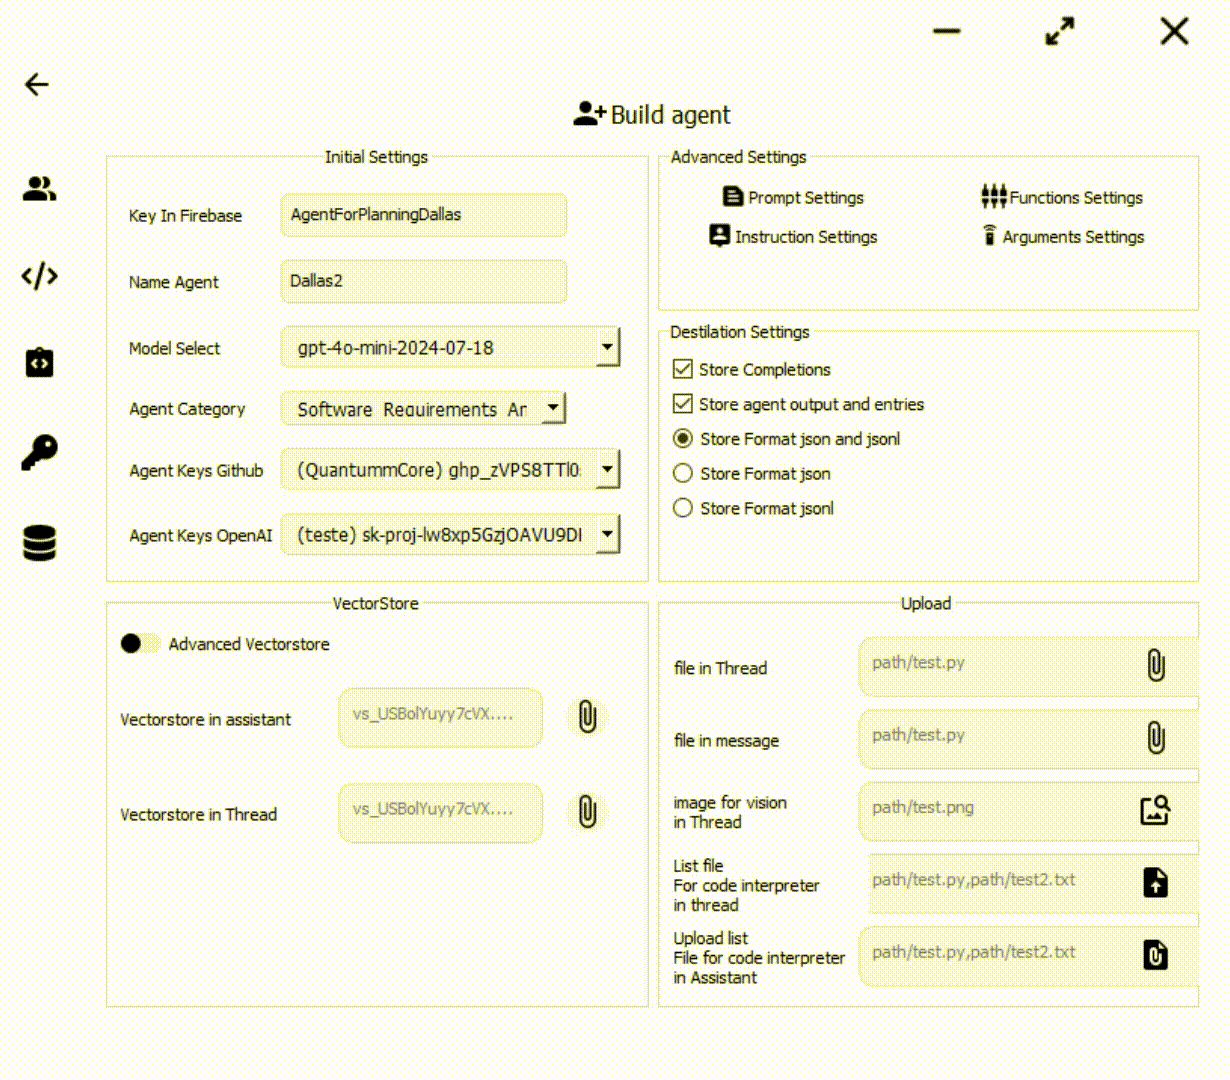 Build agent
Initial Settings
Key In Firebase
AgentForPlanningDallas
Name Agent
Dallas2
Model Select
gpt-4o-mini-2024-07-18
Agent Category
Software Requirements Ar
Agent Keys Github
(QuantummCore) ghp_zVPS8TTl0
Agent Keys OpenAI
(teste) sk-proj-lw8xp5GzjOAVU9DI
Advanced Settings
Prompt Settings
Functions Settings
Instruction Settings
Arguments Settings
Destilation Settings
Store Completions
Store agent output and entries
Store Format json and jsonl
Store Format json
Store Format jsonl
VectorStore
Advanced Vectorstore
Vectorstore in assistant
vs_USBolYuyy7cVX....
Vectorstore in Thread
vs_USBolYuyy7cVX....
Upload
file in Thread
path/test.py
file in message
path/test.py
image for vision
in Thread
path/test.png
List file
For code interpreter
in thread
path/test.py,path/test2.txt
Upload list
File for code interpreter
in Assistant
path/test.py,path/test2.txt